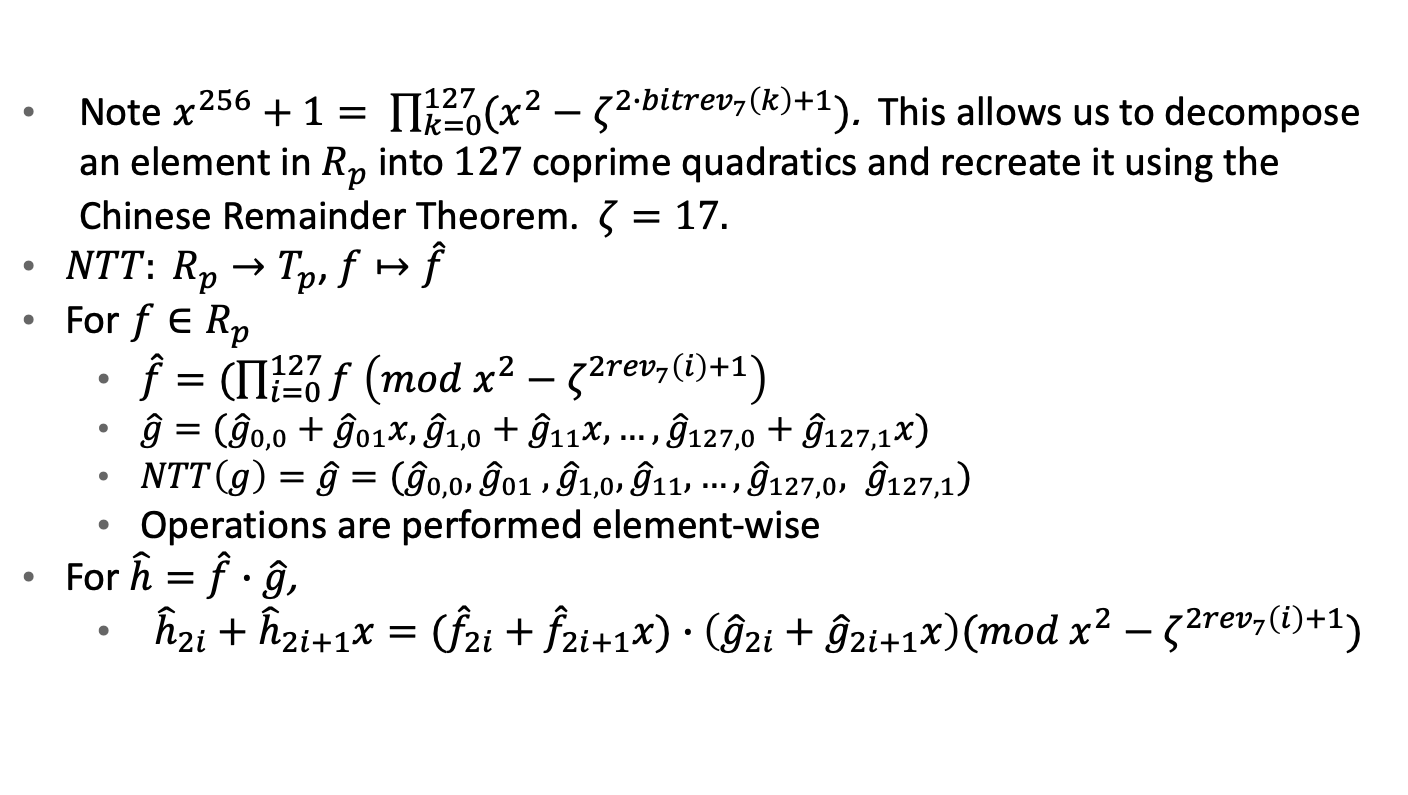 • Note x^{256} + 1 = ∏_{k=0}^{127}(x^2 − ζ^{2·bitrev_7(k)+1}). This allows us to decompose
an element in R_p into 127 coprime quadratics and recreate it using the
Chinese Remainder Theorem. ζ = 17.
• NTT: R_p → T_p, f ↦ f̂
• For f ∈ R_p
• f̂ = (∏_{i=0}^{127} f (mod x^2 − ζ^{2rev_7(i)+1})
• ĝ = (ĝ_{0,0} + ĝ_{01}x, ĝ_{1,0} + ĝ_{11}x, … , ĝ_{127,0} + ĝ_{127,1}x)
• NTT(g) = ĝ = (ĝ_{0,0}, ĝ_{01} , ĝ_{1,0}, ĝ_{11}, … , ĝ_{127,0}, ĝ_{127,1})
• Operations are performed element-wise
• For ĥ = f̂ · ĝ,
• ĥ_{2i} + ĥ_{2i+1}x = (f̂_{2i} + f̂_{2i+1}x) · (ĝ_{2i} + ĝ_{2i+1}x)(mod x^2 − ζ^{2rev_7(i)+1})